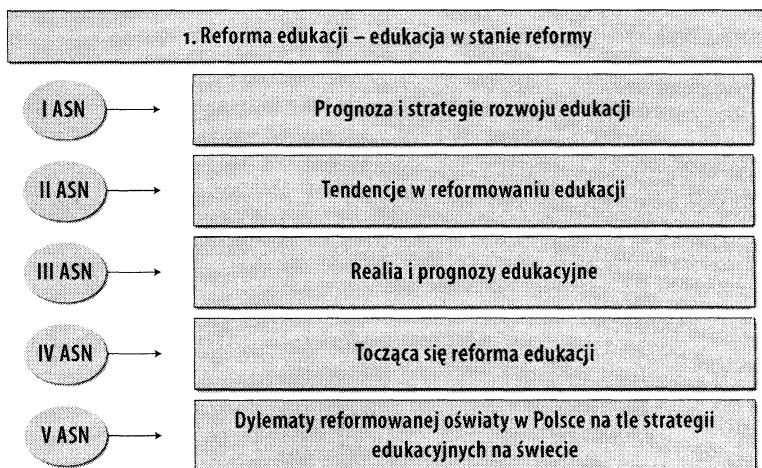 1. Reforma edukacji – edukacja w stanie reformy
I ASN
Prognoza i strategie rozwoju edukacji
II ASN
Tendencje w reformowaniu edukacji
III ASN
Realia i prognozy edukacyjne
IV ASN
Tocząca się reforma edukacji
V ASN
Dylematy reformowanej oświaty w Polsce na tle strategii
edukacyjnych na świecie